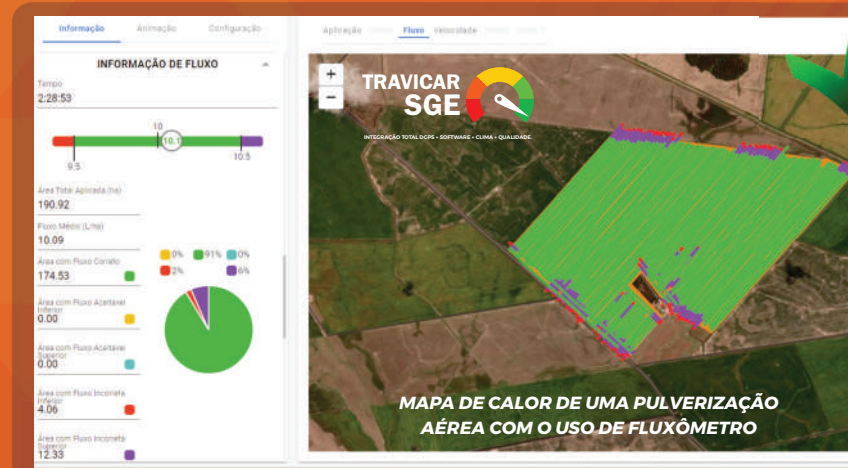 Informação Animação Configuração
INFORMAÇÃO DE FLUXO
Tempo
2:28:53
10
10.1
9.5 10.5
Área Total Aplicada (ha)
190.92
Fluxo Médio (L/ha)
10.09
Área com Fluxo Correto
174.53
Área com Fluxo Aceitável
Inferior
0.00
Área com Fluxo Aceitável
Superior
0.00
Área com Fluxo Incorreta
Inferior
4.06
Área com Fluxo Incorreta
Superior
12.33
0% 91% 0%
2% 6%
Aplicação Fluxo Velocidade
+
−
TRAVICAR
SGE
INTEGRAÇÃO TOTAL DGPS • SOFTWARE • CLIMA • QUALIDADE.
MAPA DE CALOR DE UMA PULVERIZAÇÃO
AÉREA COM O USO DE FLUXÔMETRO